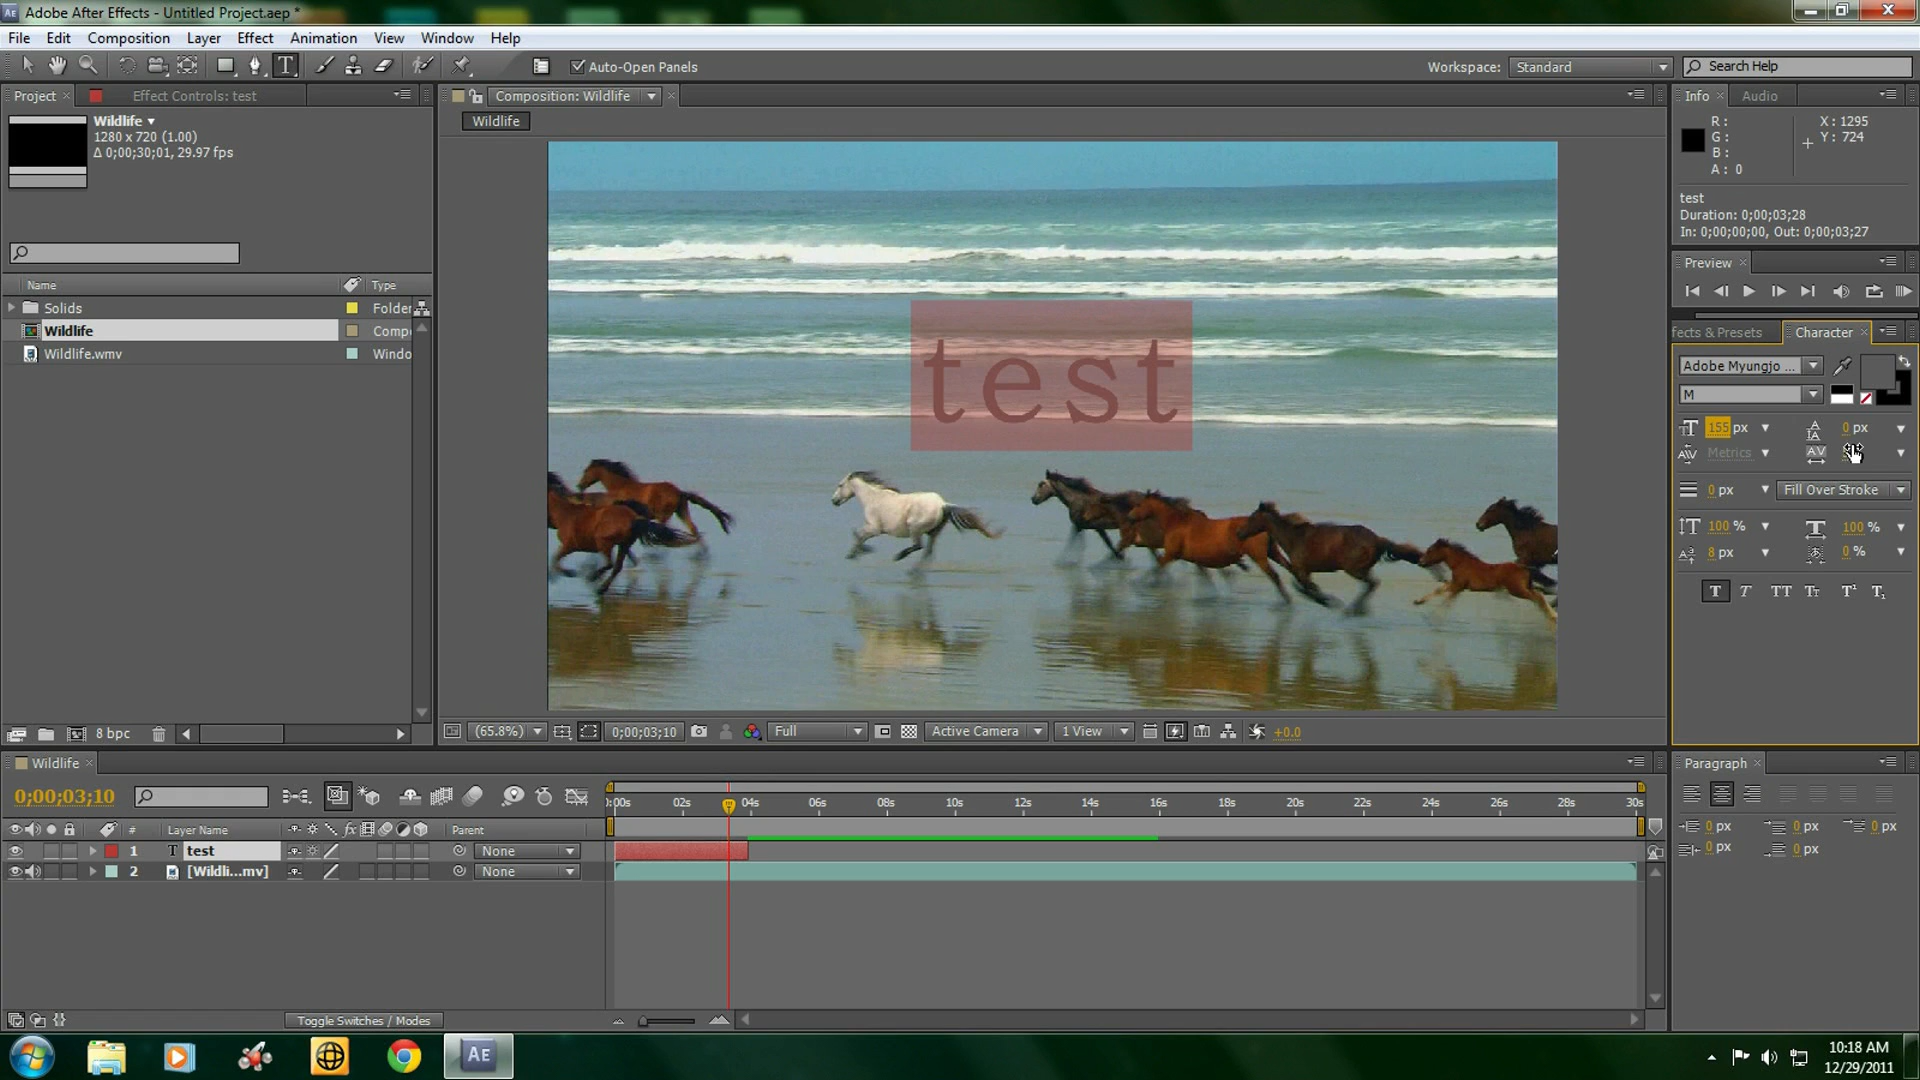 Adobe After Effects - Untitled Project.aep *
File Edit Composition Layer Effect Animation View Window Help
Auto-Open Panels
Workspace: Standard
Search Help
Project
Effect Controls: test
Composition: Wildlife
Info
Audio
Wildlife
1280 x 720 (1.00)
Δ 0;00;30;01, 29.97 fps
Wildlife
R :
G :
B :
A : 0
X : 1295
Y : 724
test
Duration: 0;00;03;28
In: 0;00;00;00, Out: 0;00;03;27
Preview
Name
Type
Solids
Folder
Wildlife
Comp
Wildlife.wmv
Windo
test
fects & Presets
Character
Adobe Myungjo ...
M
155 px
0 px
Metrics
0 px
Fill Over Stroke
100 %
100 %
8 px
0 %
T T TT Tt T¹ T₁
8 bpc
(65.8%)
0;00;03;10
Full
Active Camera
1 View
+0.0
Wildlife
Paragraph
0;00;03;10
):00s 02s 04s 06s 08s 10s 12s 14s 16s 18s 20s 22s 24s 26s 28s 30s
# Layer Name
Parent
1 T test
None
2 [Wildli...mv]
None
0 px
0 px
0 px
0 px
0 px
Toggle Switches / Modes
AE
10:18 AM
12/29/2011